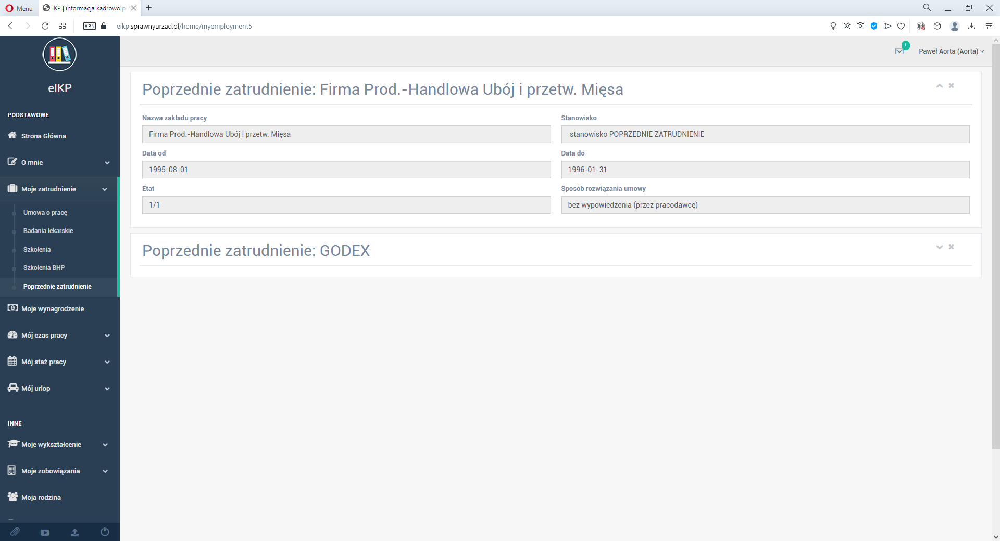 Menu
iKP | informacja kadrowo p
VPN
eikp.sprawnyurzad.pl/home/myemployment5
eIKP
PODSTAWOWE
Strona Główna
O mnie
Moje zatrudnienie
Umowa o pracę
Badania lekarskie
Szkolenia
Szkolenia BHP
Poprzednie zatrudnienie
Moje wynagrodzenie
Mój czas pracy
Mój staż pracy
Mój urlop
INNE
Moje wykształcenie
Moje zobowiązania
Moja rodzina
!
Paweł Aorta (Aorta)
Poprzednie zatrudnienie: Firma Prod.-Handlowa Ubój i przetw. Mięsa
Nazwa zakładu pracy
Firma Prod.-Handlowa Ubój i przetw. Mięsa
Stanowisko
stanowisko POPRZEDNIE ZATRUDNIENIE
Data od
1995-08-01
Data do
1996-01-31
Etat
1/1
Sposób rozwiązania umowy
bez wypowiedzenia (przez pracodawcę)
Poprzednie zatrudnienie: GODEX